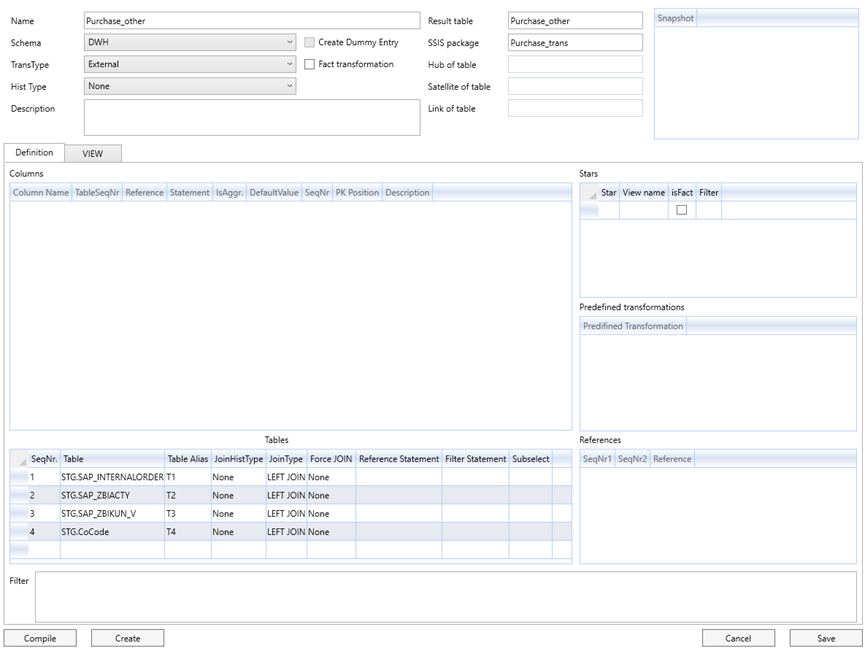 Name Purchase_other Result table Purchase_other Snapshot
Schema DWH Create Dummy Entry SSIS package Purchase_trans
TransType External Fact transformation Hub of table
Hist Type None Satellite of table
Description Link of table
Definition VIEW
Columns
Column Name TableSeqNr Reference Statement IsAggr. DefaultValue SeqNr PK Position Description
Stars
Star View name isFact Filter
Predefined transformations
Predifined Transformation
Tables
SeqNr. Table Table Alias JoinHistType JoinType Force JOIN Reference Statement Filter Statement Subselect
1 STG.SAP_INTERNALORDER T1 None LEFT JOIN None
2 STG.SAP_ZBIACTY T2 None LEFT JOIN None
3 STG.SAP_ZBIKUN_V T3 None LEFT JOIN None
4 STG.CoCode T4 None LEFT JOIN None
References
SeqNr1 SeqNr2 Reference
Filter
Compile Create Cancel Save